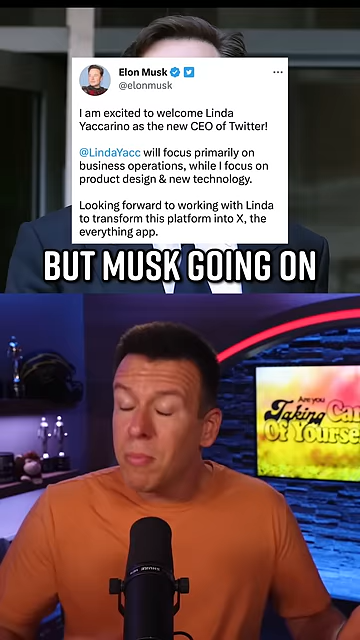 Elon Musk
@elonmusk
I am excited to welcome Linda
Yaccarino as the new CEO of Twitter!
@LindaYacc will focus primarily on
business operations, while I focus on
product design & new technology.
Looking forward to working with Linda
to transform this platform into X, the
everything app.
BUT MUSK GOING ON
Are you
Taking Car
Of Yourse